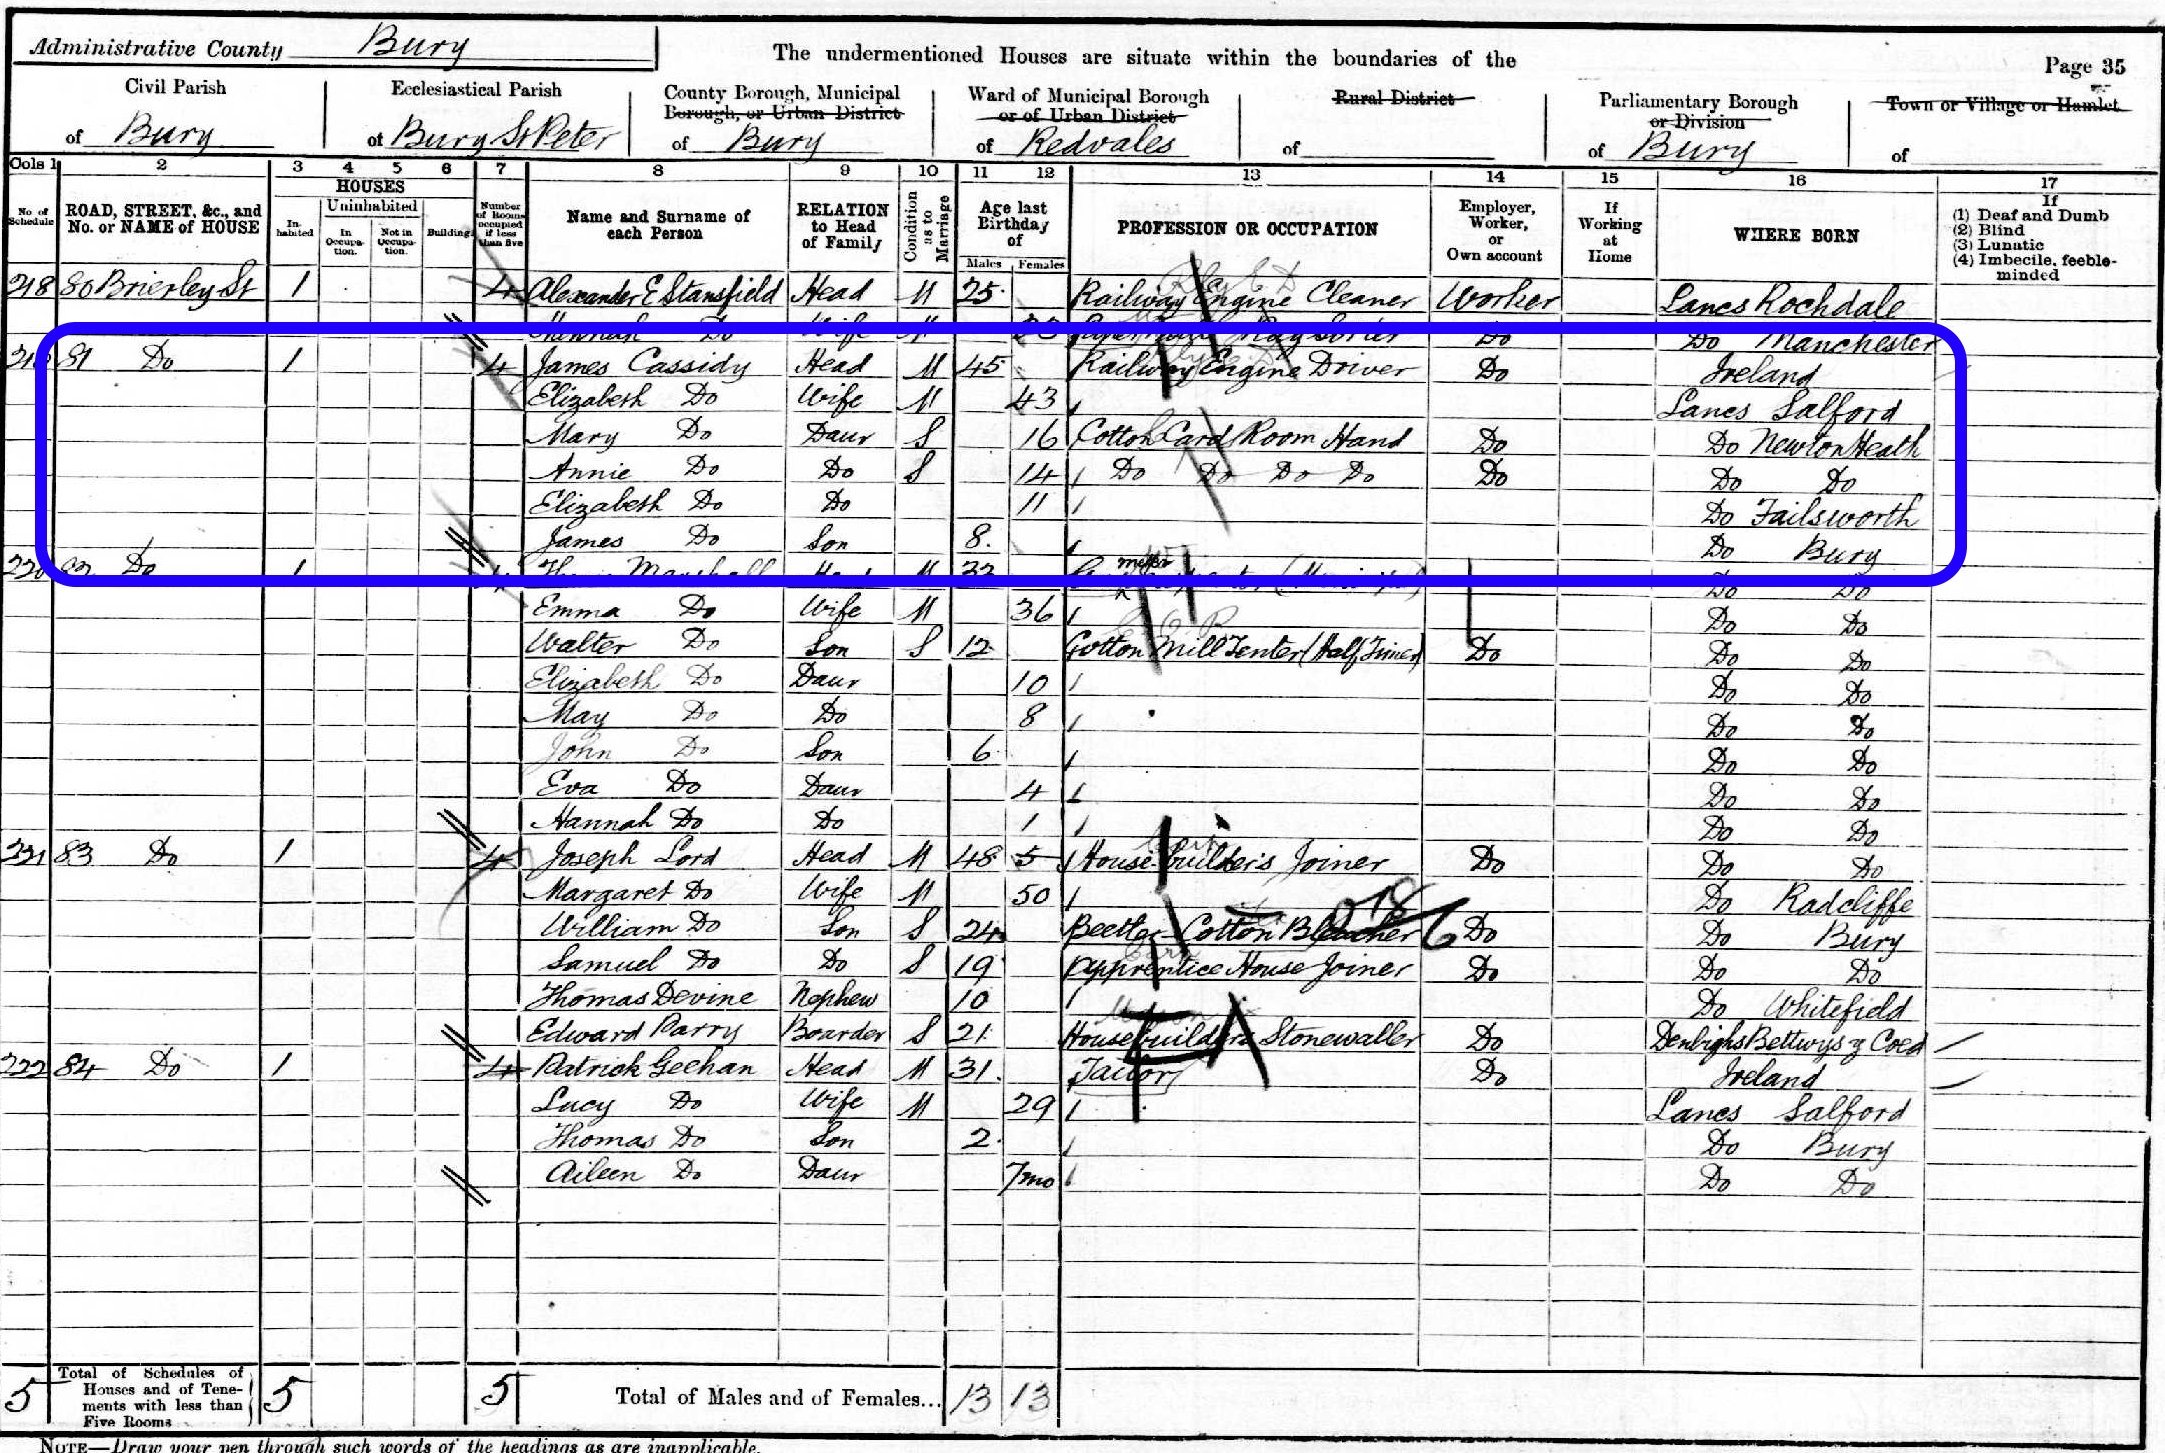 Administrative County Bury
The undermentioned Houses are situate within the boundaries of the
Page 35
Civil Parish of Bury
Ecclesiastical Parish of Bury St Peter
County Borough, Municipal Borough, or Urban District of Bury
Ward of Municipal Borough or of Urban District of Redvales
Rural District of
Parliamentary Borough or Division of Bury
Town or Village or Hamlet of
Cols 1 2 3 4 5 6 7 8 9 10 11 12 13 14 15 16 17
No. of Schedule
ROAD, STREET, &c., and No. or NAME of HOUSE
HOUSES
Inhabited
Uninhabited
In Occupation.
Not in Occupation.
Building
Number of Rooms occupied if less than five
Name and Surname of each Person
RELATION to Head of Family
Condition as to Marriage
Age last Birthday of
Males Females
PROFESSION OR OCCUPATION
Employer, Worker, or Own account
If Working at Home
WHERE BORN
If
(1) Deaf and Dumb
(2) Blind
(3) Lunatic
(4) Imbecile, feeble-minded
218 80 Brierley St 1 4 Alexander E Stansfield Head M 25 Railway Engine Cleaner Worker Lancs Rochdale
Hannah Do Wife M 23 Rag Sorter Do Do Manchester
219 81 Do 1 4 James Cassidy Head M 45 Railway Engine Driver Do Ireland
Elizabeth Do Wife M 43 Lancs Salford
Mary Do Daur S 16 Cotton Card Room Hand Do Do Newton Heath
Annie Do Do S 14 Do Do Do Do Do Do Do
Elizabeth Do Do 11 Do Failsworth
James Do Son 8 Do Bury
220 82 Do 1 4 Marshall Head M Do Do
Emma Do Wife M 36 Do Do
Walter Do Son S 12 Cotton Mill Tenter (Half Timer) Do Do Do
Elizabeth Do Daur 10 Do Do
May Do Do 8 Do Do
John Do Son 6 Do Do
Eva Do Daur 4 Do Do
Hannah Do Do 1 Do Do
221 83 Do 1 4 Joseph Lord Head M 48 5 House builders Joiner Do Do Do
Margaret Do Wife M 50 Do Radcliffe
William Do Son S 24 Beetler - Cotton Bleacher Do Do Bury
Samuel Do Do S 19 Apprentice House Joiner Do Do Do
Thomas Devine Nephew 10 Do Whitefield
Edward Parry Boarder S 21 House builders Stonewaller Do Denbighs Bettwys y Coed
222 84 Do 1 4 Patrick Geehan Head M 31 Tailor Do Ireland
Lucy Do Wife M 29 Lancs Salford
Thomas Do Son 2 Do Bury
Aileen Do Daur 7mo Do Do
5 Total of Schedules of Houses and of Tenements with less than Five Rooms 5 5 Total of Males and of Females... 13 13
NOTE—Draw your pen through such words of the headings as are inapplicable.